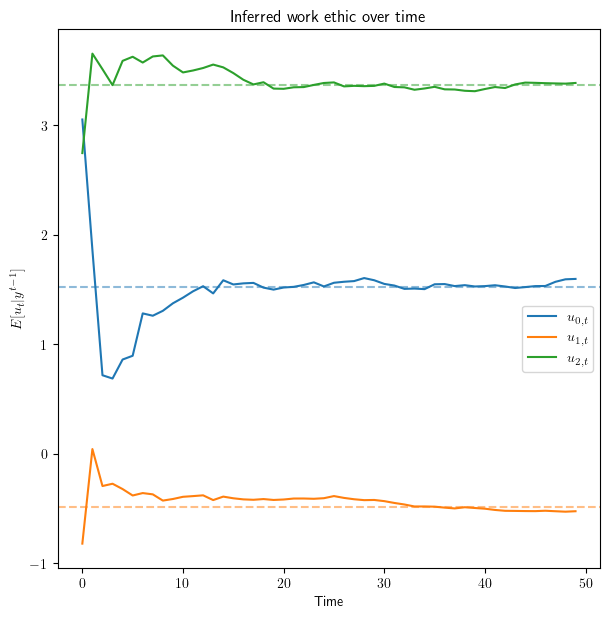 Inferred work ethic over time
E[u_t|y^{t−1}]
3
2
1
0
−1
u_{0,t}
u_{1,t}
u_{2,t}
0
10
20
30
40
50
Time